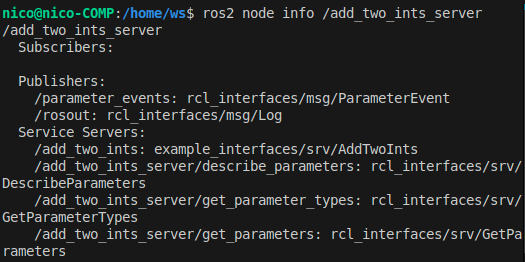 nico@nico-COMP:/home/ws$ ros2 node info /add_two_ints_server
/add_two_ints_server
  Subscribers:

  Publishers:
    /parameter_events: rcl_interfaces/msg/ParameterEvent
    /rosout: rcl_interfaces/msg/Log
  Service Servers:
    /add_two_ints: example_interfaces/srv/AddTwoInts
    /add_two_ints_server/describe_parameters: rcl_interfaces/srv/
DescribeParameters
    /add_two_ints_server/get_parameter_types: rcl_interfaces/srv/
GetParameterTypes
    /add_two_ints_server/get_parameters: rcl_interfaces/srv/GetPa
rameters